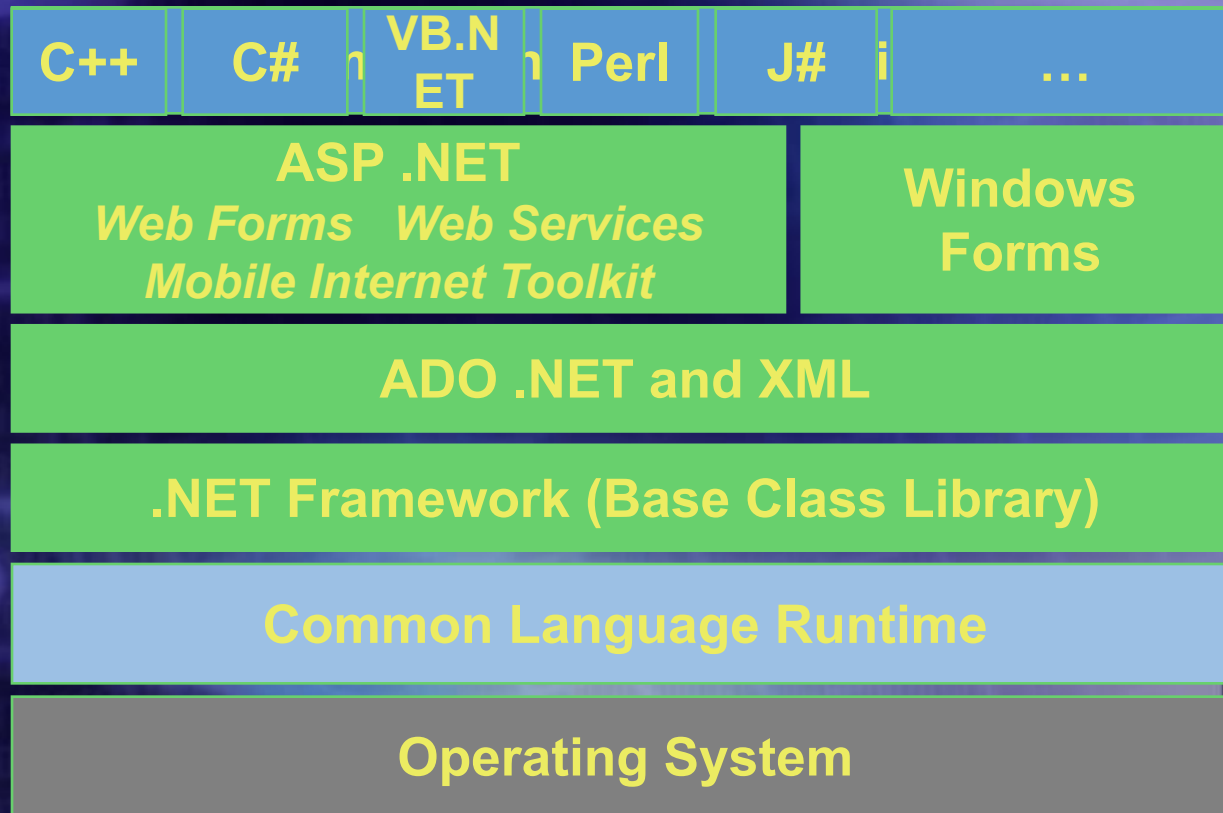 C++ C# VB.N Perl J# …
ET
ASP .NET
Web Forms Web Services
Mobile Internet Toolkit
Windows
Forms
ADO .NET and XML
.NET Framework (Base Class Library)
Common Language Runtime
Operating System